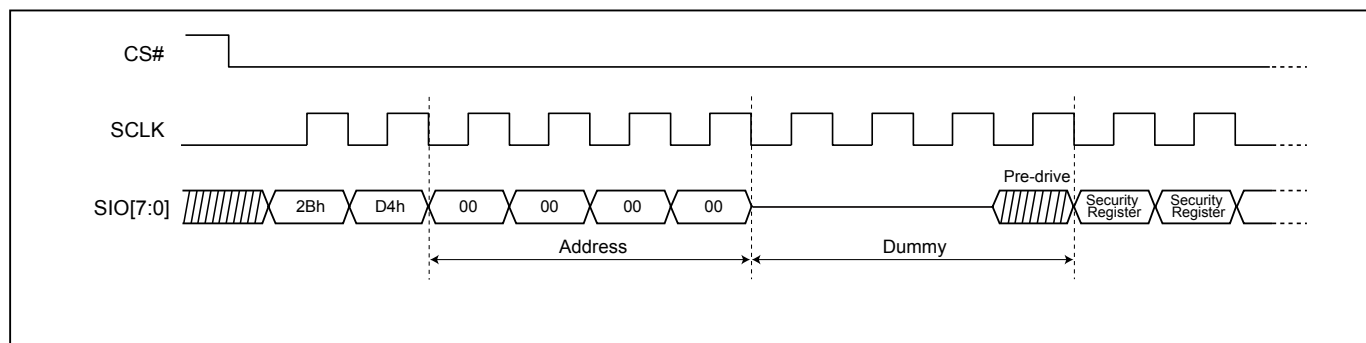 CS#
SCLK
Pre-drive
SIO[7:0]
2Bh
D4h
00
00
00
00
Security
Register
Security
Register
Address
Dummy